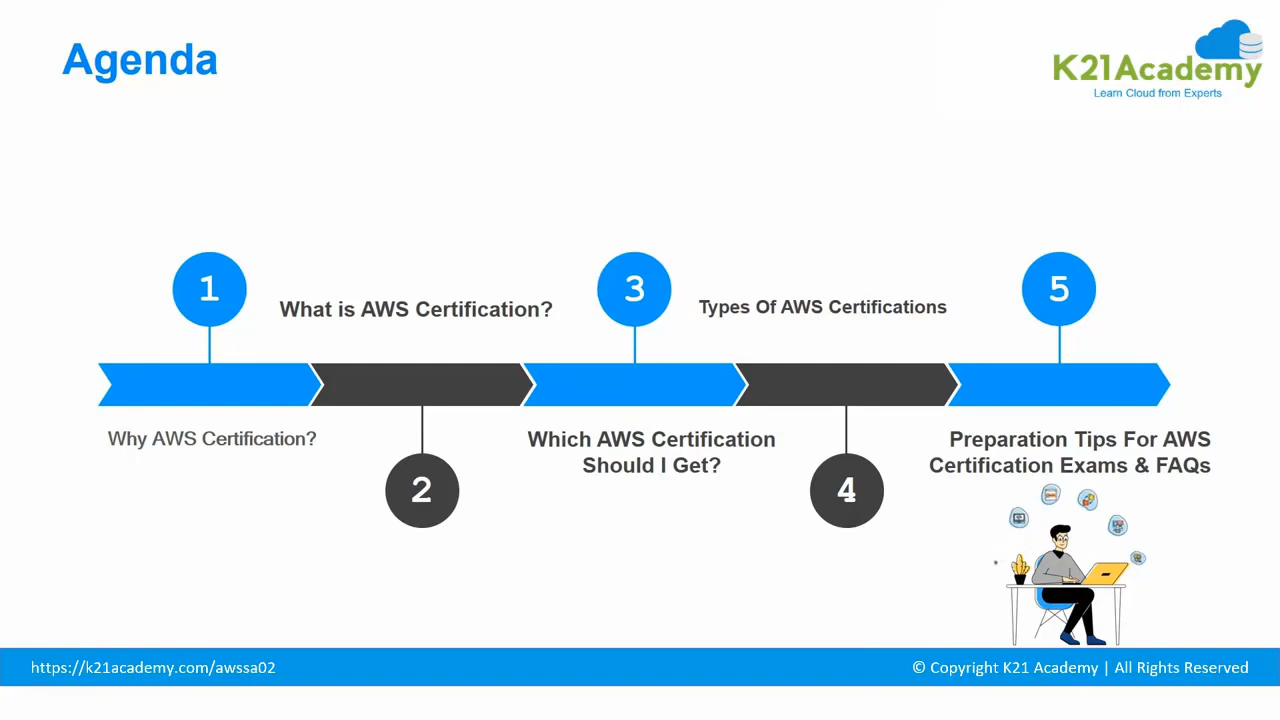 Agenda
K21Academy
Learn Cloud from Experts
1
Why AWS Certification?
What is AWS Certification?
2
3
Which AWS Certification
Should I Get?
Types Of AWS Certifications
4
5
Preparation Tips For AWS
Certification Exams & FAQs
https://k21academy.com/awssa02
© Copyright K21 Academy | All Rights Reserved